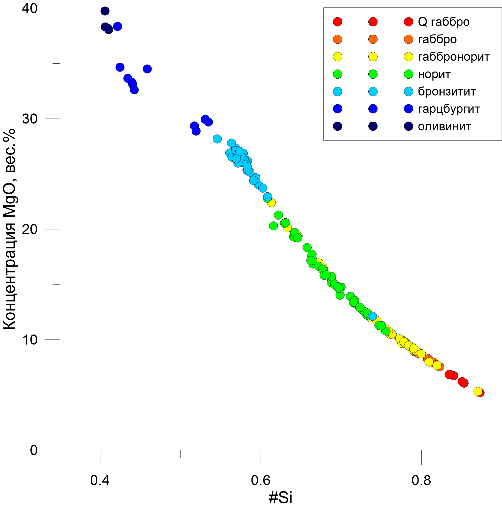 40
30
20
10
0
Концентрация MgO, вес.%
Q габбро
габбро
габбронорит
норит
бронзитит
гарцбургит
оливинит
0.4
0.6
0.8
#Si